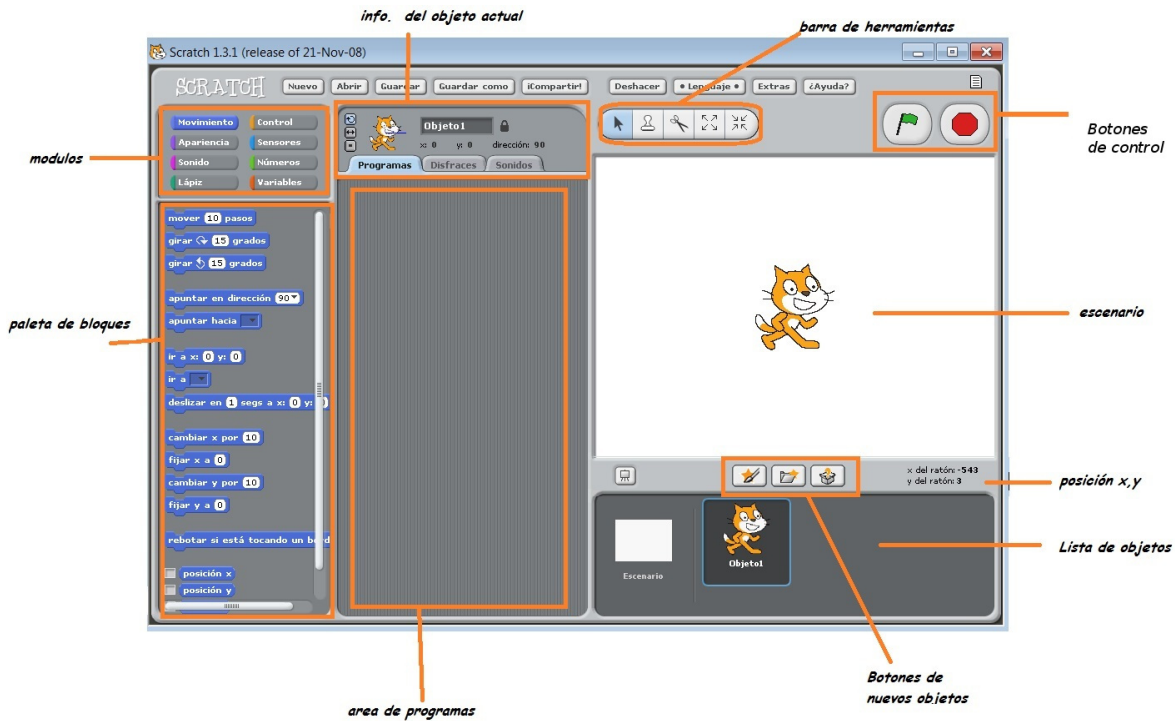 info. del objeto actual
barra de herramientas
Scratch 1.3.1 (release of 21-Nov-08)
SCRATCH
Nuevo Abrir Guardar Guardar como ¡Compartir! Deshacer • Lenguaje • Extras ¿Ayuda?
modulos
Movimiento Control
Apariencia Sensores
Sonido Números
Lápiz Variables
Objeto1
x: 0 y: 0 dirección: 90
Programas Disfraces Sonidos
Botones
de control
paleta de bloques
mover 10 pasos
girar 15 grados
girar 15 grados
apuntar en dirección 90
apuntar hacia
ir a x: 0 y: 0
ir a
deslizar en 1 segs a x: 0 y: 0
cambiar x por 10
fijar x a 0
cambiar y por 10
fijar y a 0
rebotar si está tocando un bord
posición x
posición y
escenario
x del ratón: -543
y del ratón: 3
posición x,y
Escenario
Objeto1
Lista de objetos
Botones de
nuevos objetos
area de programas